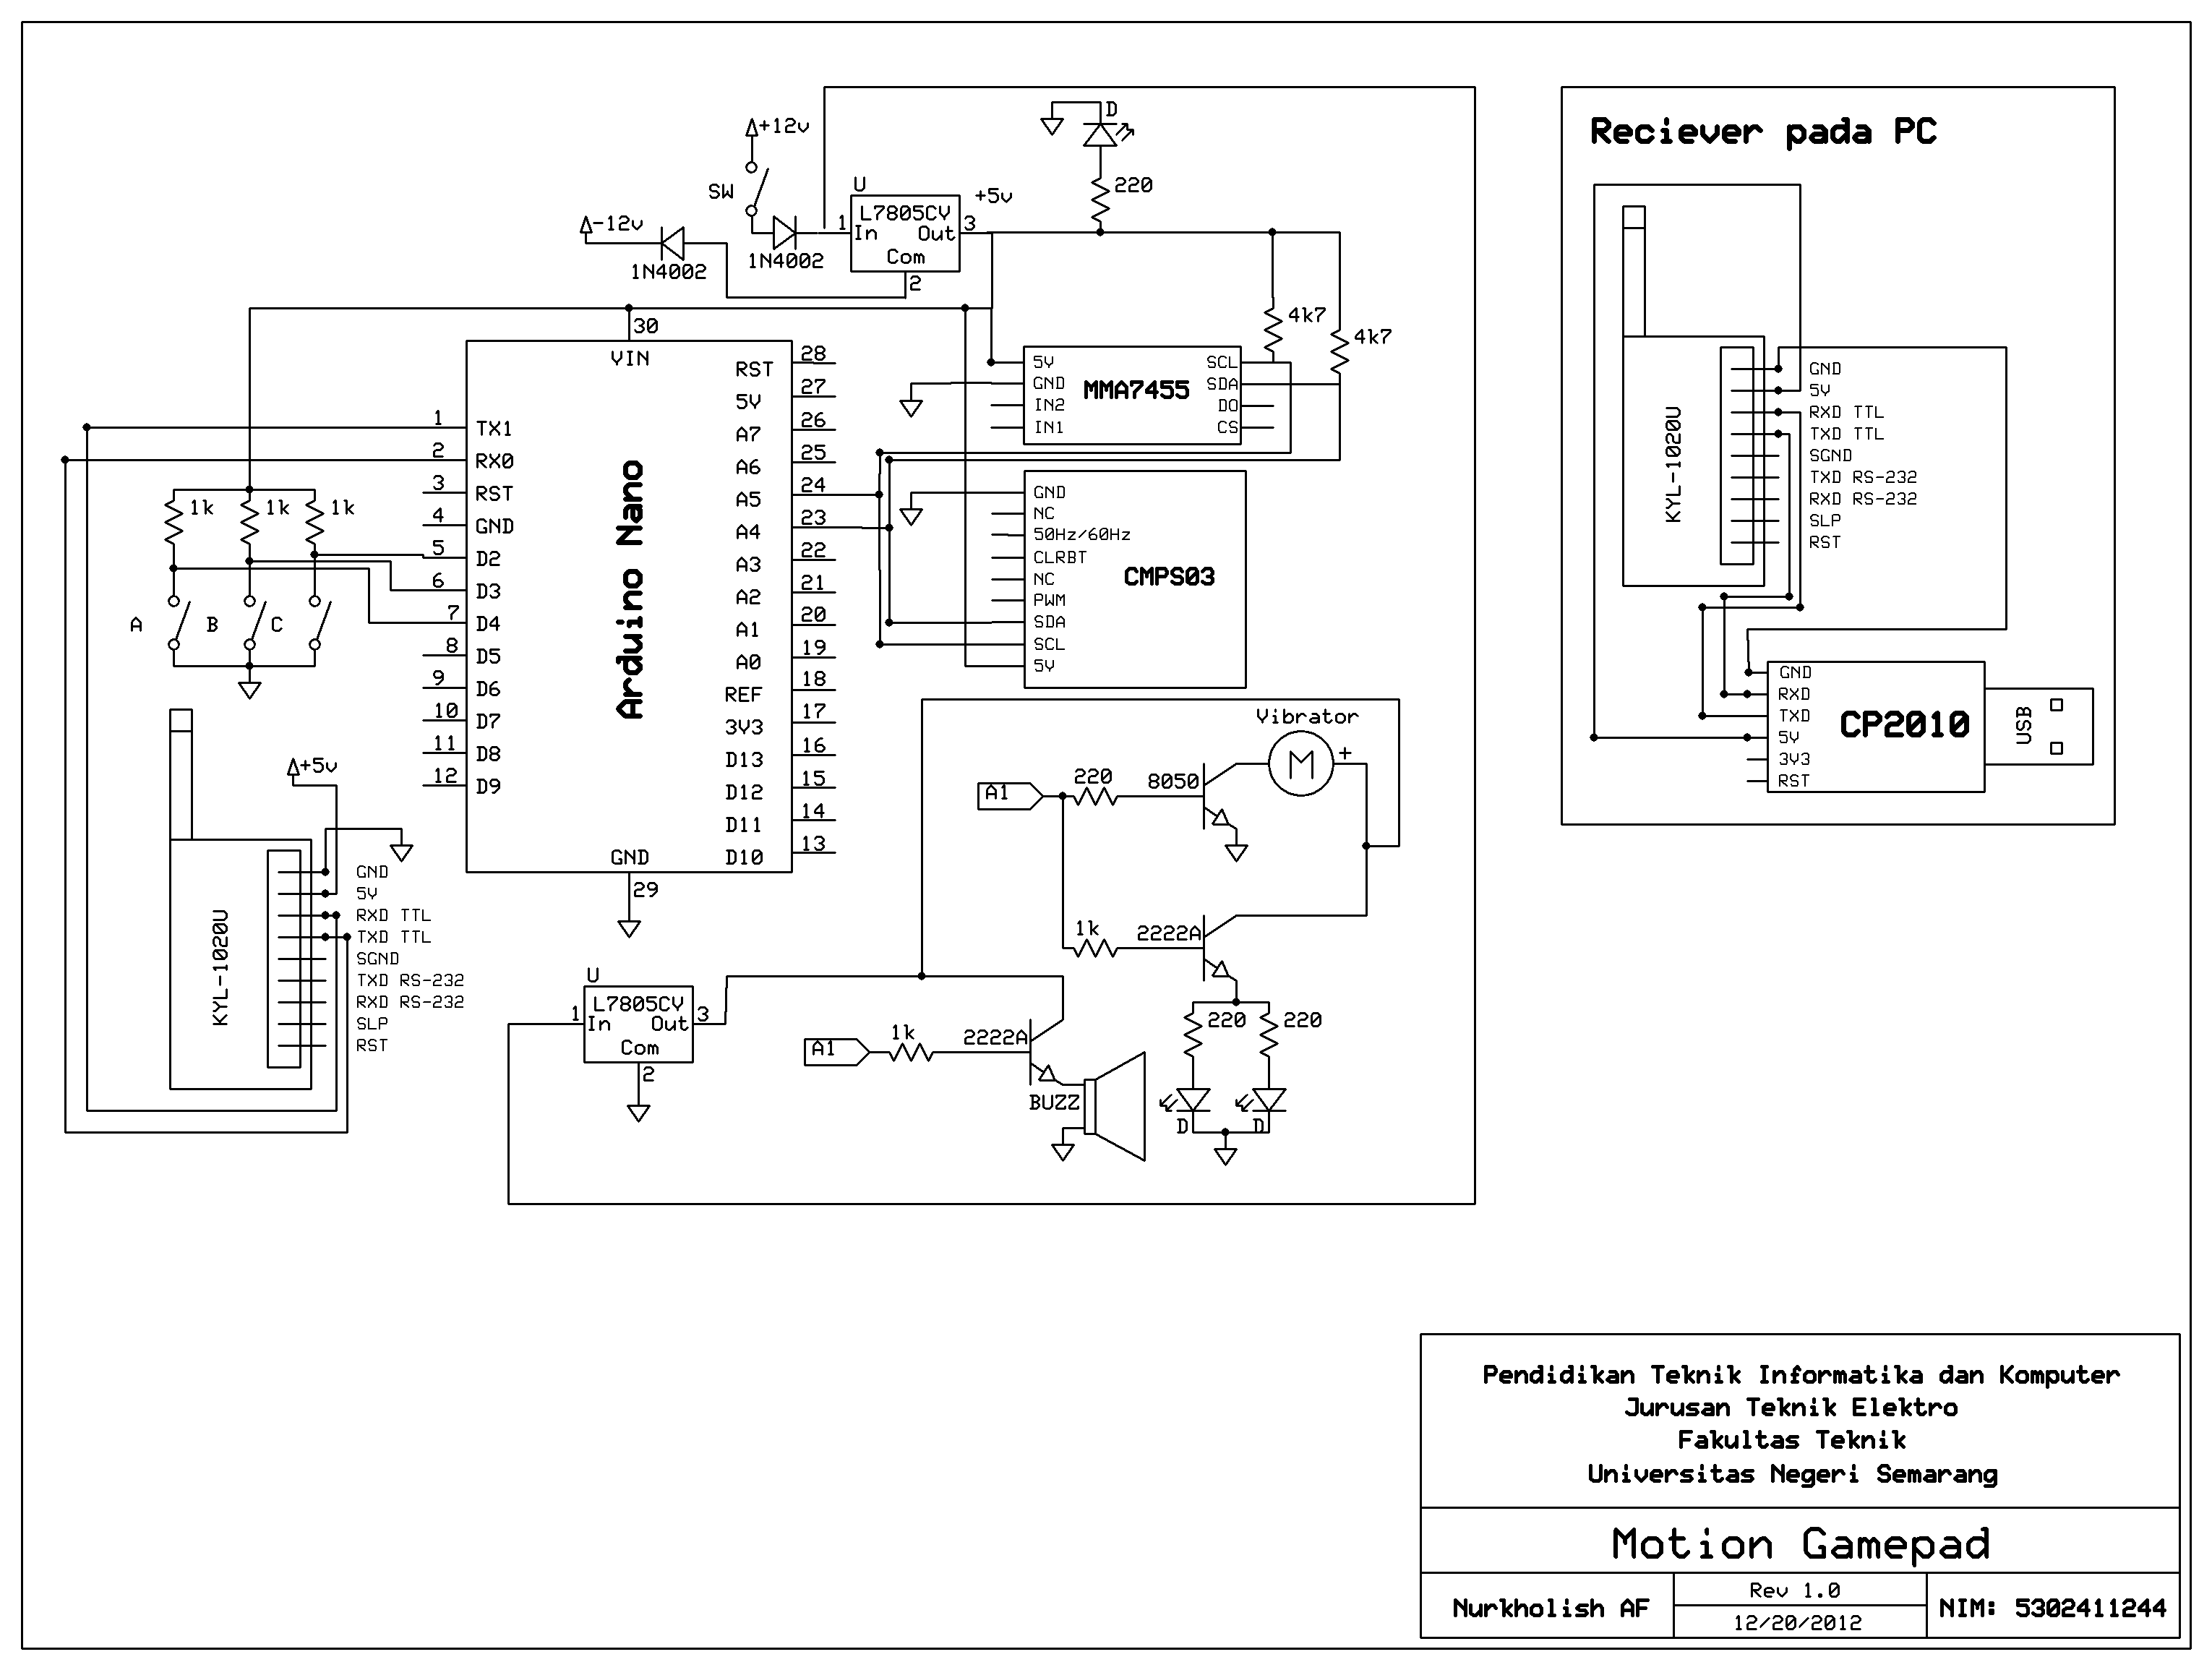 +12v
SW
-12v
1N4002
1N4002
U
L7805CV
1
In
Out
3
Com
2
+5v
D
220
4k7
4k7
30
VIN
Arduino Nano
1
TX1
2
RX0
3
RST
4
GND
5
D2
6
D3
7
D4
8
D5
9
D6
10
D7
11
D8
12
D9
RST
28
5V
27
A7
26
A6
25
A5
24
A4
23
A3
22
A2
21
A1
20
A0
19
REF
18
3V3
17
D13
16
D12
15
D11
14
D10
13
GND
29
1k
1k
1k
A
B
C
MMA7455
5V
GND
IN2
IN1
SCL
SDA
DO
CS
CMPS03
GND
NC
50Hz/60Hz
CLRBT
NC
PWM
SDA
SCL
5V
+5v
KYL-1020U
GND
5V
RXD TTL
TXD TTL
SGND
TXD RS-232
RXD RS-232
SLP
RST
Vibrator
M
+
A1
220
8050
1k
2222A
220
220
D
D
U
L7805CV
1
In
Out
3
Com
2
A1
1k
2222A
BUZZ
Reciever pada PC
KYL-1020U
GND
5V
RXD TTL
TXD TTL
SGND
TXD RS-232
RXD RS-232
SLP
RST
CP2010
GND
RXD
TXD
5V
3V3
RST
USB
Pendidikan Teknik Informatika dan Komputer
Jurusan Teknik Elektro
Fakultas Teknik
Universitas Negeri Semarang
Motion Gamepad
Nurkholish AF
Rev 1.0
12/20/2012
NIM: 5302411244